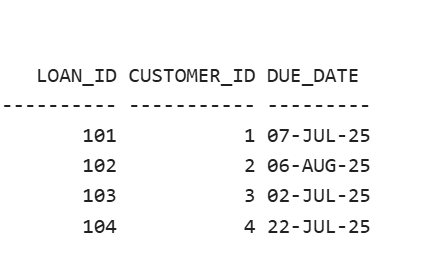 LOAN_ID CUSTOMER_ID DUE_DATE
---------- ----------- ---------
101 1 07-JUL-25
102 2 06-AUG-25
103 3 02-JUL-25
104 4 22-JUL-25